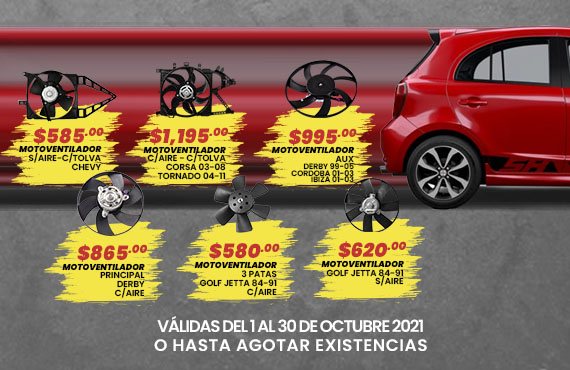 $585.00
MOTOVENTILADOR
S/AIRE-C/TOLVA
CHEVY
$1,195.00
MOTOVENTILADOR
C/AIRE - C/TOLVA
CORSA 03-08
TORNADO 04-11
$995.00
MOTOVENTILADOR
AUX
DERBY 99-05
CORDOBA 01-03
IBIZA 01-03
$865.00
MOTOVENTILADOR
PRINCIPAL
DERBY
C/AIRE
$580.00
MOTOVENTILADOR
3 PATAS
GOLF JETTA 84-91
C/AIRE
$620.00
MOTOVENTILADOR
GOLF JETTA 84-91
S/AIRE
VÁLIDAS DEL 1 AL 30 DE OCTUBRE 2021
O HASTA AGOTAR EXISTENCIAS